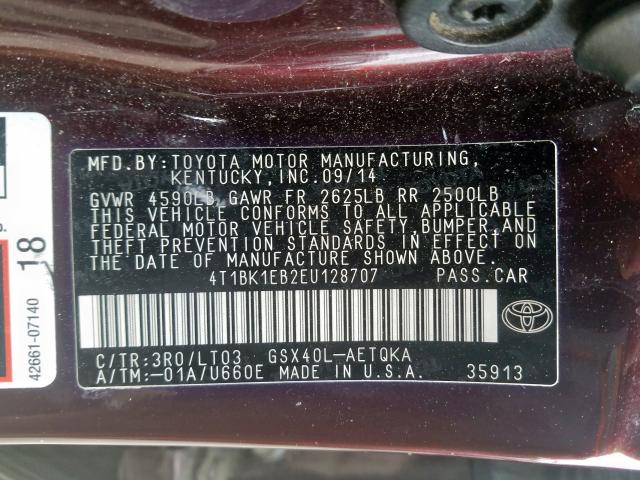 MFD.BY:TOYOTA MOTOR MANUFACTURING,
KENTUCKY,INC.09/14
GVWR 4590LB GAWR FR 2625LB RR 2500LB
THIS VEHICLE CONFORMS TO ALL APPLICABLE
FEDERAL MOTOR VEHICLE SAFETY,BUMPER,AND
THEFT PREVENTION STANDARDS IN EFFECT ON
THE DATE OF MANUFACTURE SHOWN ABOVE.
4T1BK1EB2EU128707 PASS.CAR
C/TR:3R0/LT03 GSX40L-AETQKA
A/TM:-01A/U660E MADE IN U.S.A. 35913
18
42661-07140